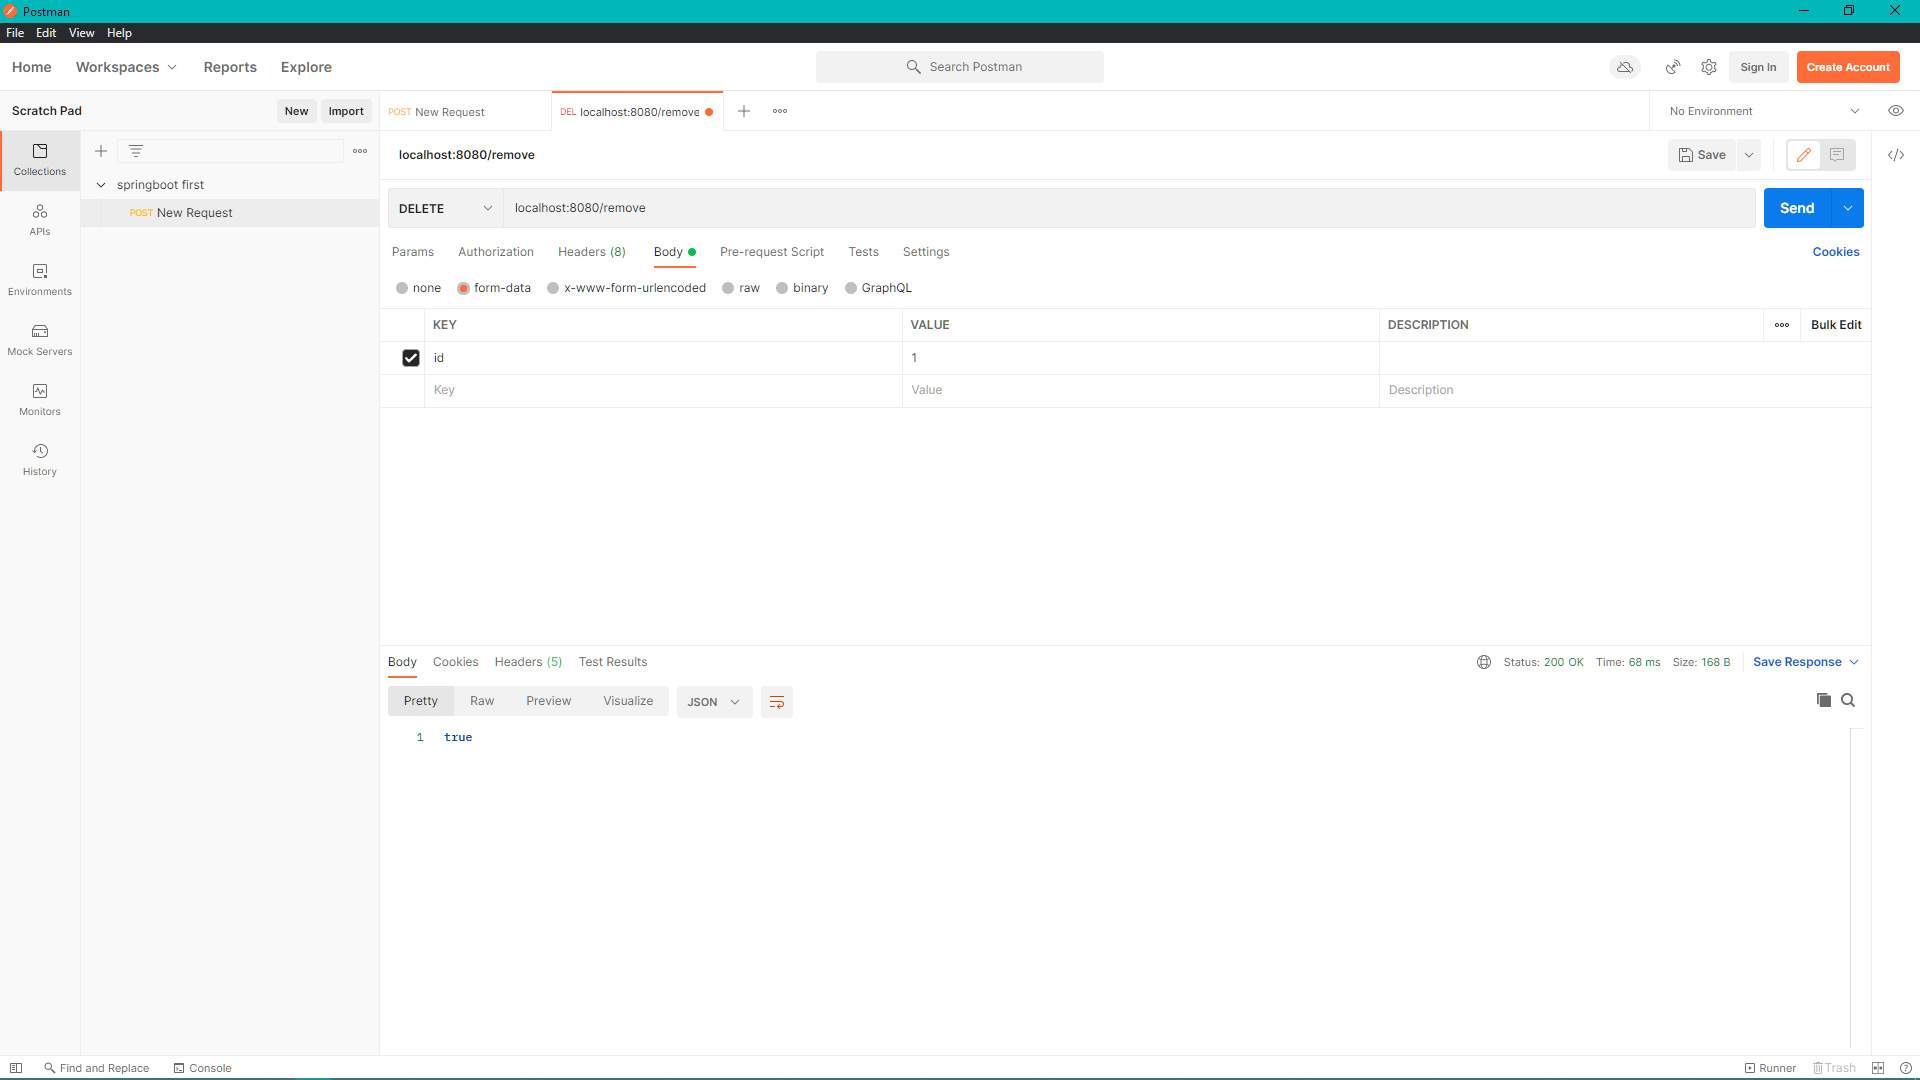 Postman
File Edit View Help
Home Workspaces Reports Explore Search Postman Sign In Create Account
Scratch Pad New Import POST New Request DEL localhost:8080/remove No Environment
Collections
APIs
Environments
Mock Servers
Monitors
History
springboot first
POST New Request
localhost:8080/remove Save
DELETE localhost:8080/remove Send
Params Authorization Headers (8) Body Pre-request Script Tests Settings Cookies
none form-data x-www-form-urlencoded raw binary GraphQL
KEY VALUE DESCRIPTION Bulk Edit
id 1
Key Value Description
Body Cookies Headers (5) Test Results Status: 200 OK Time: 68 ms Size: 168 B Save Response
Pretty Raw Preview Visualize JSON
1 true
Find and Replace Console Runner Trash